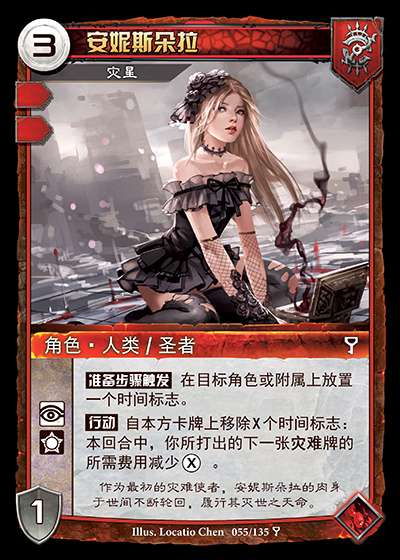 3 安妮斯朵拉
灾星
角色·人类/圣者
准备步骤触发 在目标角色或附属上放置
一个时间标志。
行动 自本方卡牌上移除X个时间标志:
本回合中,你所打出的下一张灾难牌的
所需费用减少Ⓧ。
作为最初的灾难使者,安妮斯朵拉的肉身
于世间不断轮回,履行其灭世之天命。
1
Illus. Locatio Chen 055/135